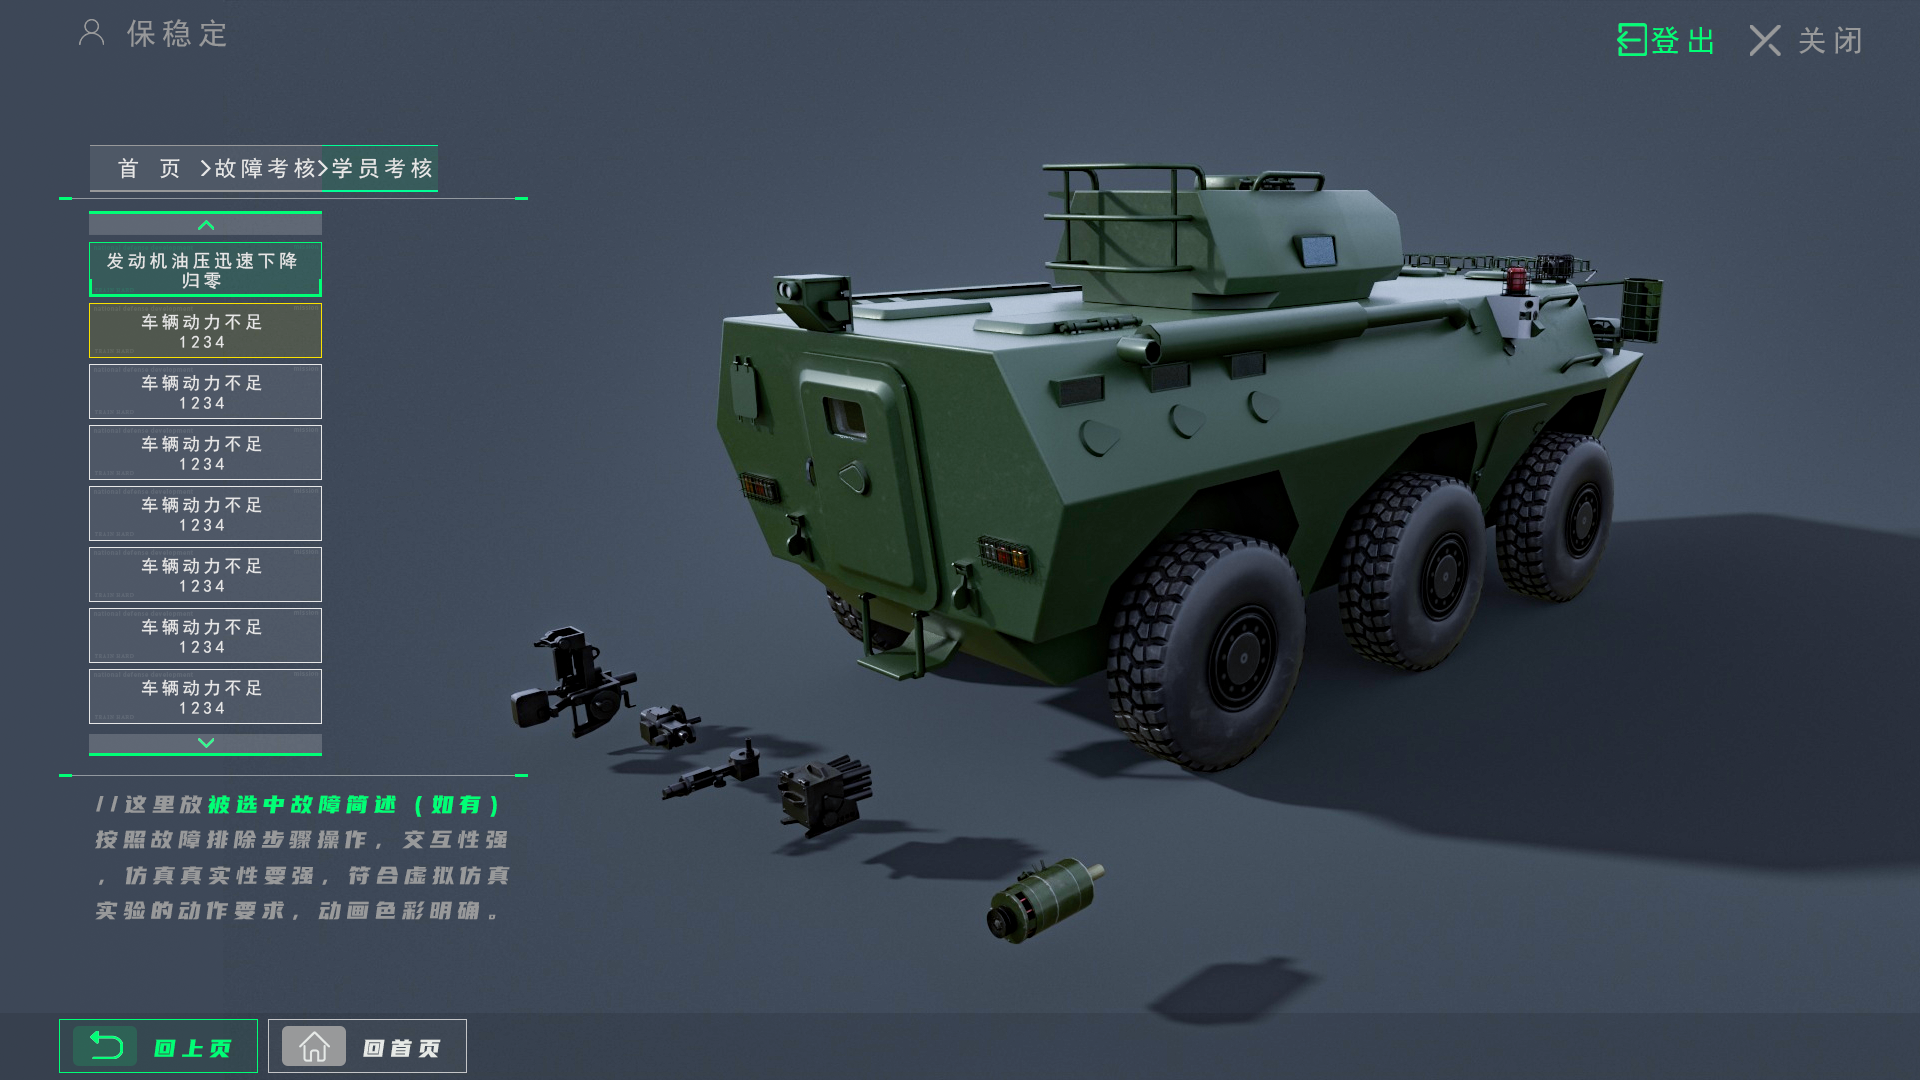 保稳定
登出
关闭
首 页 >故障考核>学员考核
发动机油压迅速下降
归零
车辆动力不足
1234
车辆动力不足
1234
车辆动力不足
1234
车辆动力不足
1234
车辆动力不足
1234
车辆动力不足
1234
车辆动力不足
1234
//这里放被选中故障简述(如有)
按照故障排除步骤操作，交互性强
，仿真真实性要强，符合虚拟仿真
实验的动作要求，动画色彩明确。
回上页
回首页